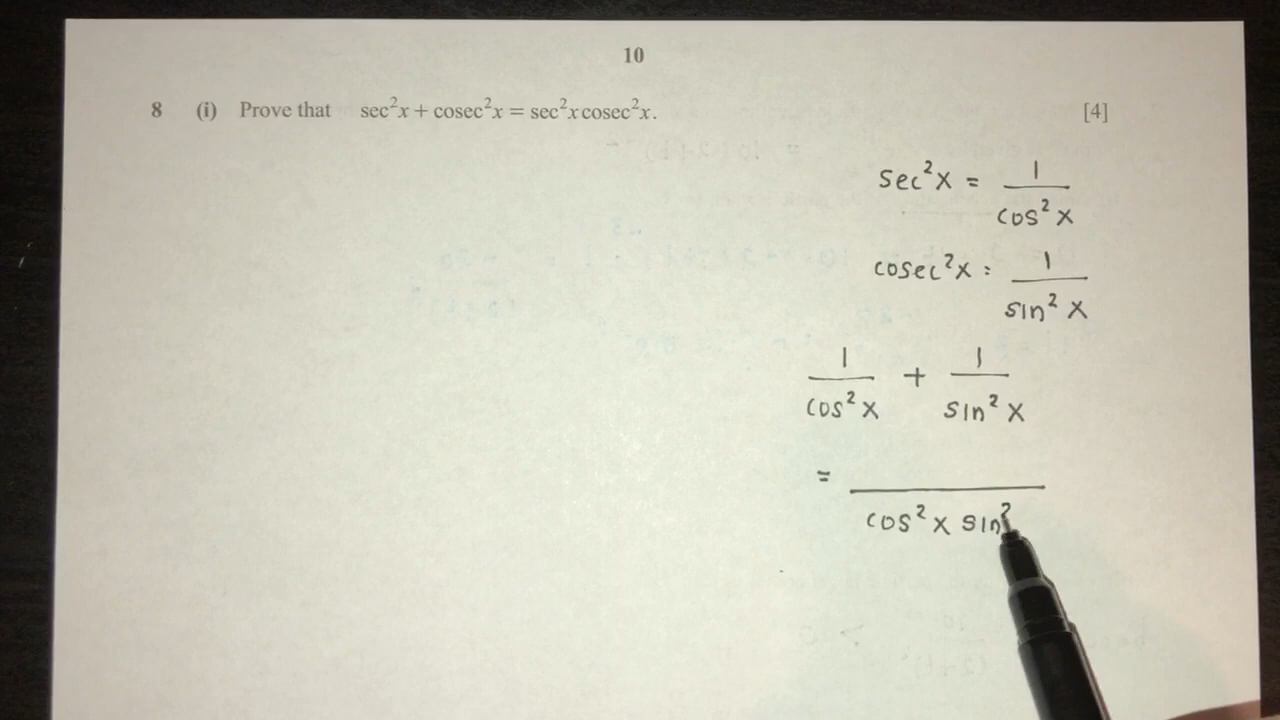 10
8 (i) Prove that sec²x + cosec²x = sec²x cosec²x. [4]
sec²x = 1/cos²x
cosec²x = 1/sin²x
1/cos²x + 1/sin²x
= /cos²x sin²